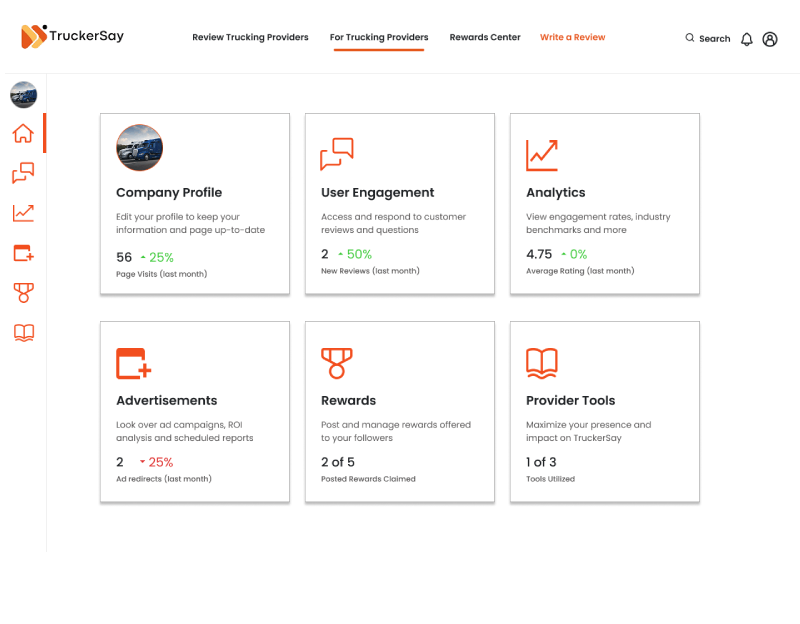 TruckerSay
Review Trucking Providers
For Trucking Providers
Rewards Center
Write a Review
Search
Company Profile
Edit your profile to keep your
information and page up-to-date
56 25%
Page Visits (last month)
User Engagement
Access and respond to customer
reviews and questions
2 50%
New Reviews (last month)
Analytics
View engagement rates, industry
benchmarks and more
4.75 0%
Average Rating (last month)
Advertisements
Look over ad campaigns, ROI
analysis and scheduled reports
2 25%
Ad redirects (last month)
Rewards
Post and manage rewards offered
to your followers
2 of 5
Posted Rewards Claimed
Provider Tools
Maximize your presence and
impact on TruckerSay
1 of 3
Tools Utilized